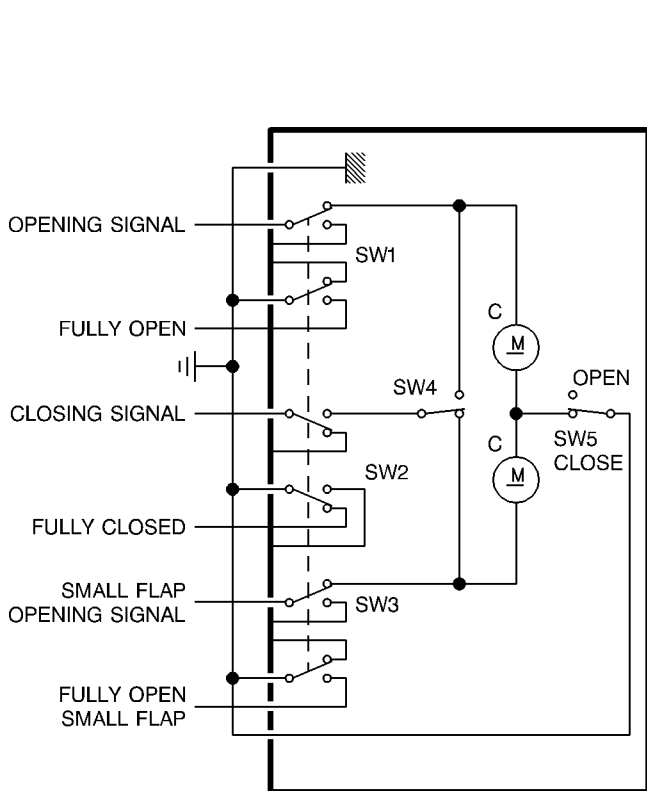 OPENING SIGNAL
SW1
FULLY OPEN
C
M
OPEN
SW4
CLOSING SIGNAL
SW5
CLOSE
C
M
SW2
FULLY CLOSED
SMALL FLAP
OPENING SIGNAL
SW3
FULLY OPEN
SMALL FLAP